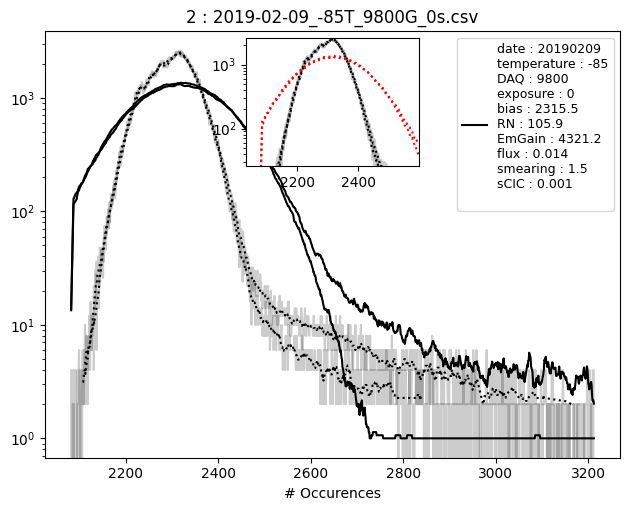 2 : 2019-02-09_-85T_9800G_0s.csv
date : 20190209
temperature : -85
DAQ : 9800
exposure : 0
bias : 2315.5
RN : 105.9
EmGain : 4321.2
flux : 0.014
smearing : 1.5
sCIC : 0.001
10³
10²
2200 2400
10³
10²
10¹
10⁰
2200 2400 2600 2800 3000 3200
# Occurences